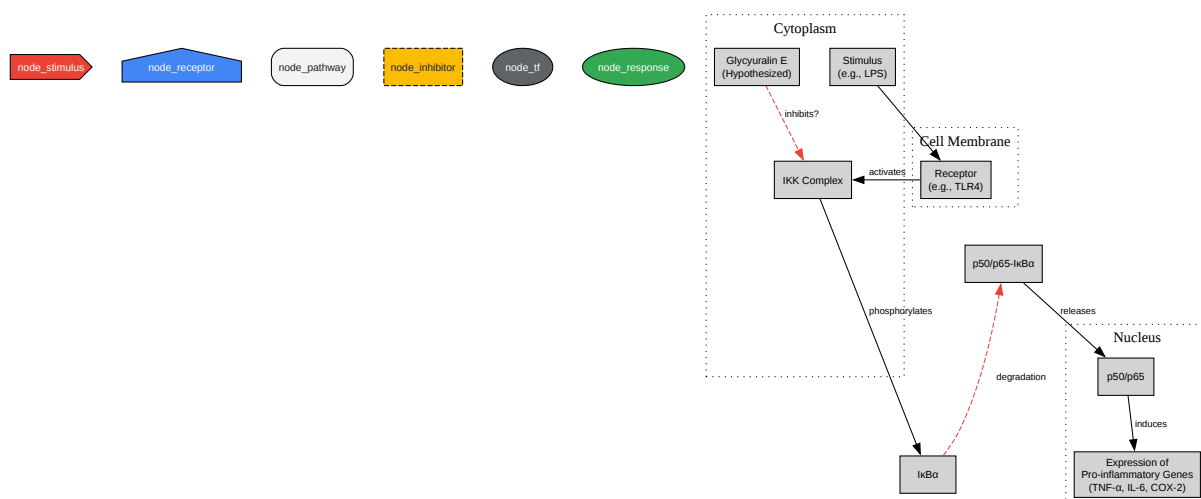 node_stimulus
node_receptor
node_pathway
node_inhibitor
node_tf
node_response
Cytoplasm
Glycyuralin E
(Hypothesized)
Stimulus
(e.g., LPS)
inhibits?
Cell Membrane
IKK Complex
activates
Receptor
(e.g., TLR4)
p50/p65-IκBα
phosphorylates
releases
Nucleus
p50/p65
degradation
induces
IκBα
Expression of
Pro-inflammatory Genes
(TNF-α, IL-6, COX-2)